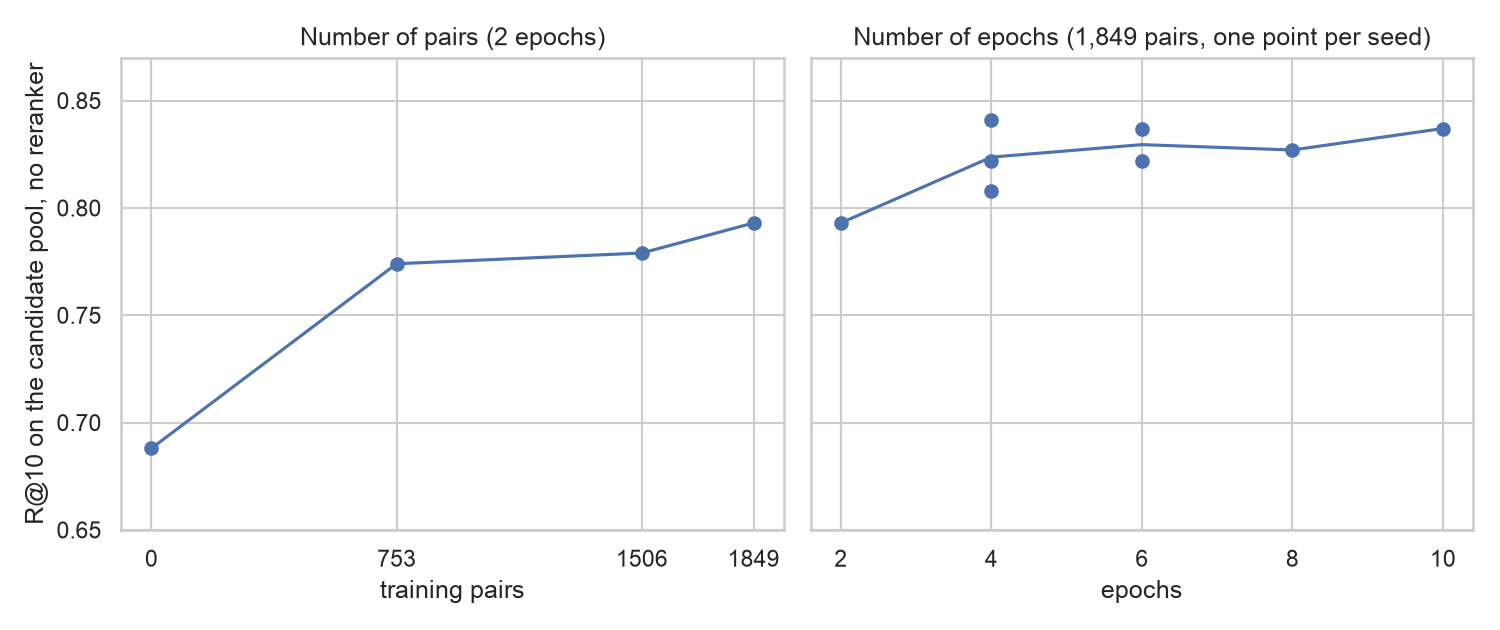 Number of pairs (2 epochs)
Number of epochs (1,849 pairs, one point per seed)
R@10 on the candidate pool, no reranker
0.85
0.80
0.75
0.70
0.65
0
753
1506
1849
training pairs
2
4
6
8
10
epochs